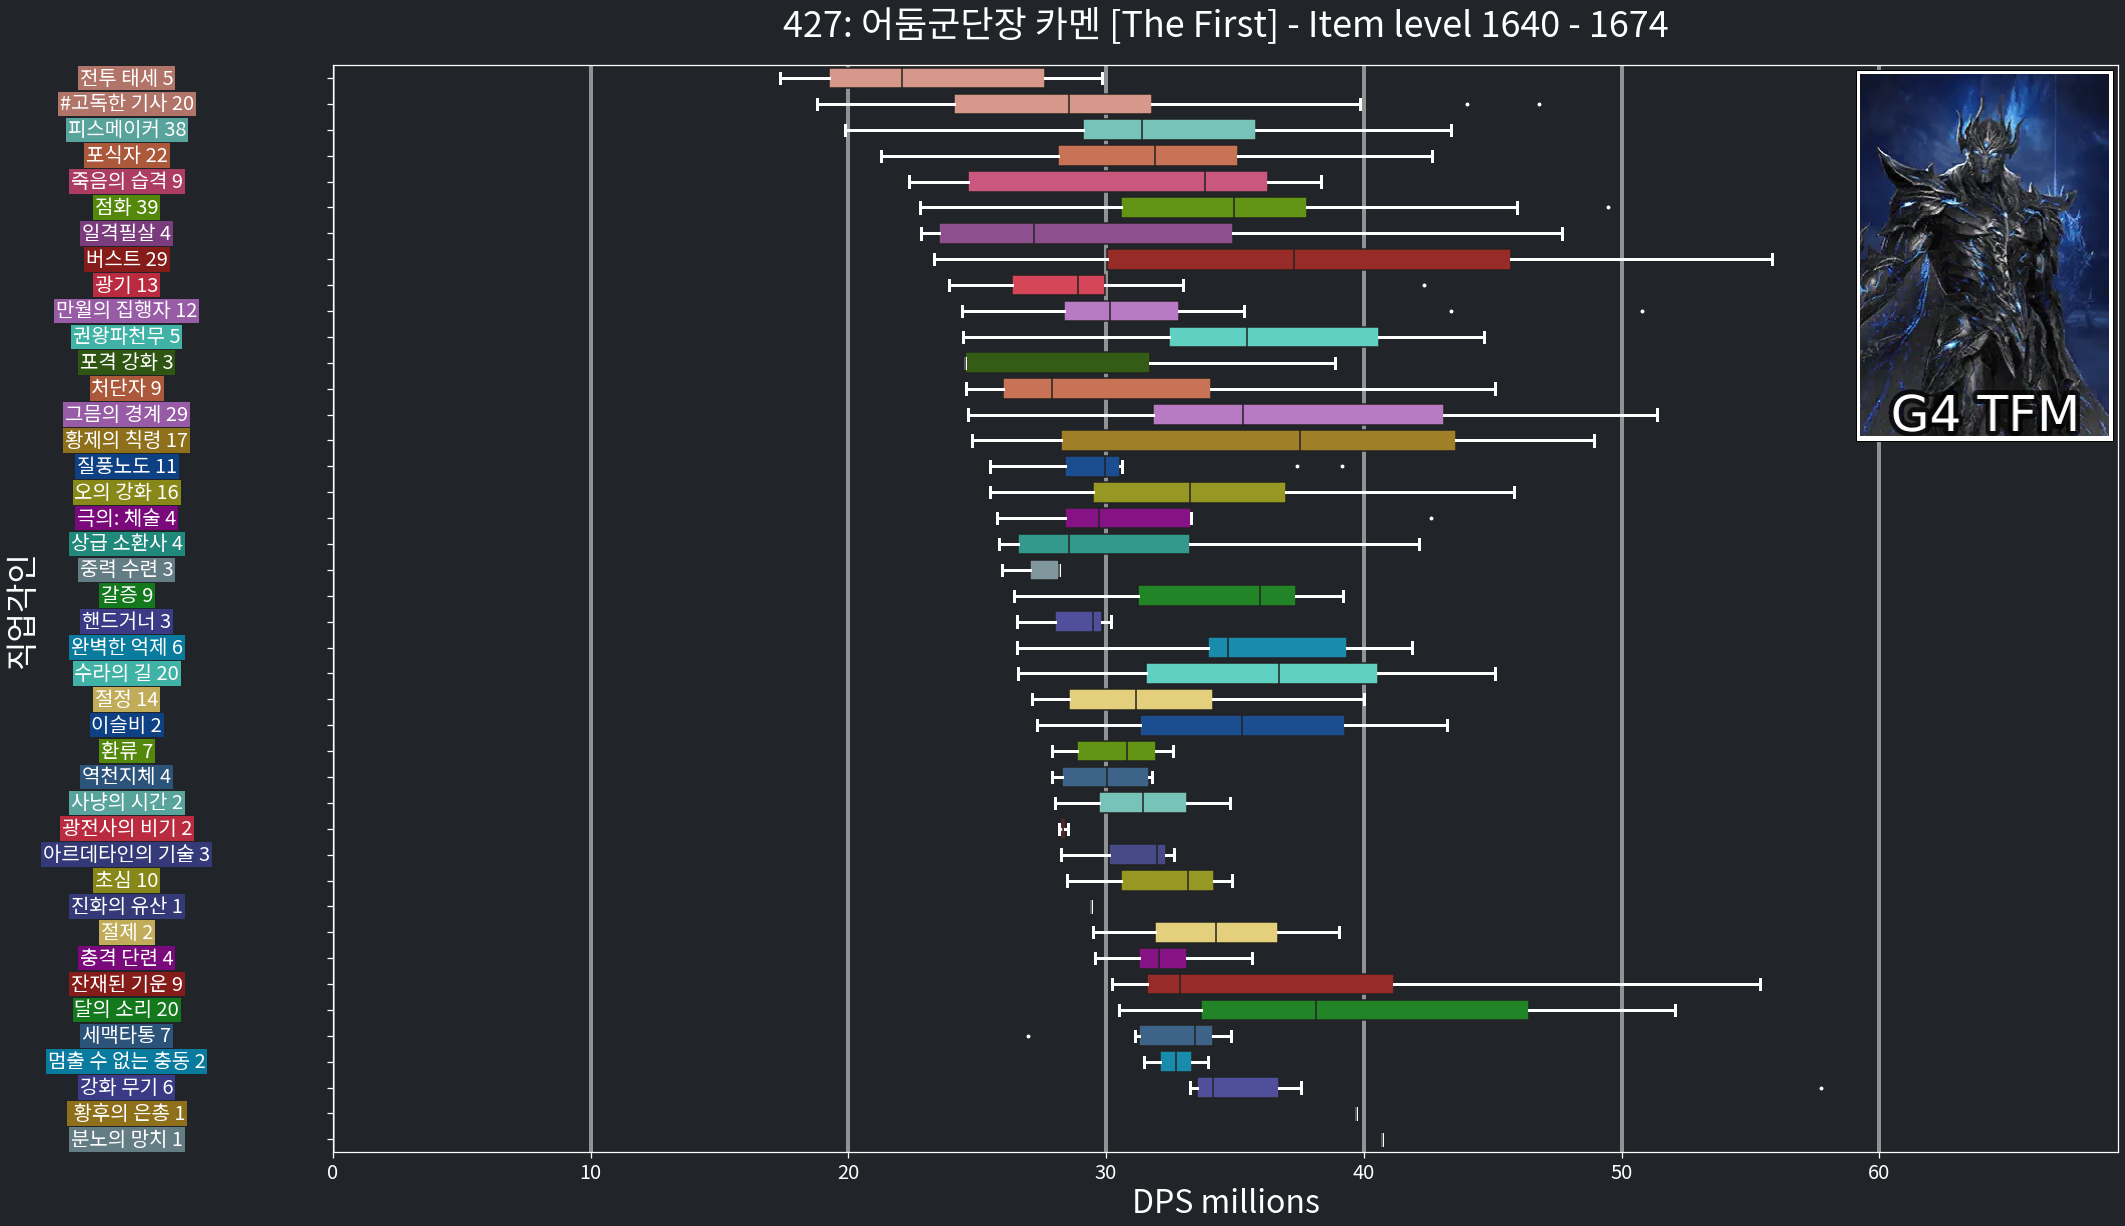 427: 어둠군단장 카멘 [The First] - Item level 1640 - 1674
전투 태세 5
#고독한 기사 20
피스메이커 38
포식자 22
죽음의 습격 9
점화 39
일격필살 4
버스트 29
광기 13
만월의 집행자 12
권왕파천무 5
포격 강화 3
처단자 9
그믐의 경계 29
황제의 칙령 17
질풍노도 11
오의 강화 16
극의: 체술 4
상급 소환사 4
중력 수련 3
갈증 9
핸드거너 3
완벽한 억제 6
수라의 길 20
절정 14
이슬비 2
환류 7
역천지체 4
사냥의 시간 2
광전사의 비기 2
아르데타인의 기술 3
초심 10
진화의 유산 1
절제 2
충격 단련 4
잔재된 기운 9
달의 소리 20
세맥타통 7
멈출 수 없는 충동 2
강화 무기 6
황후의 은총 1
분노의 망치 1
직업각인
G4 TFM
0 10 20 30 40 50 60
DPS millions